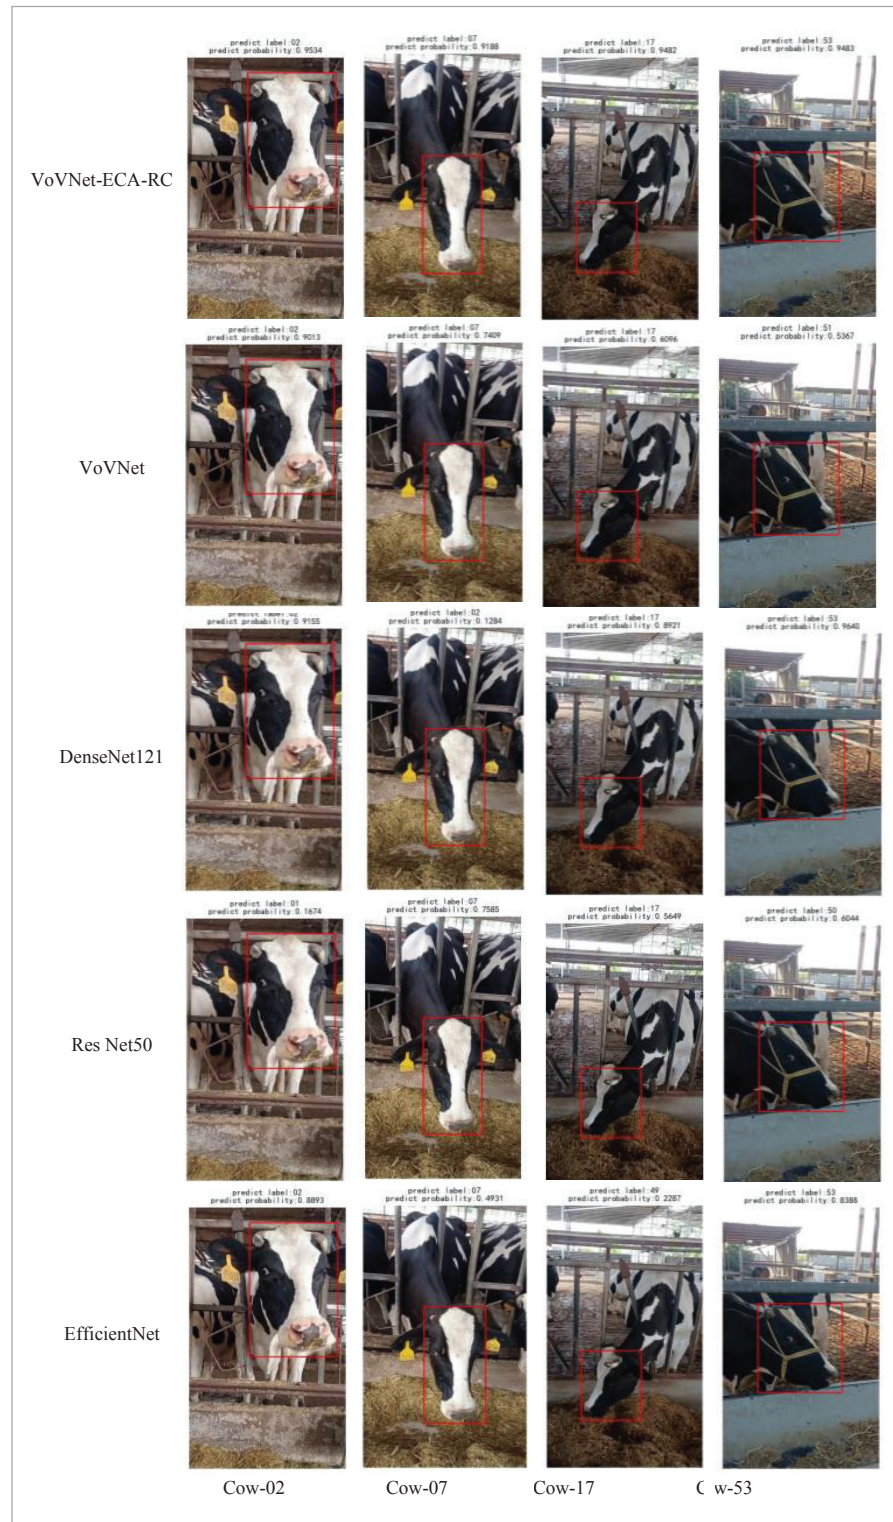 predict label:02
predict probability:0.9534
predict label:07
predict probability:0.9188
predict label:17
predict probability:0.9482
predict label:53
predict probability:0.9483
VoVNet-ECA-RC
predict label:02
predict probability:0.9013
predict label:07
predict probability:0.7409
predict label:17
predict probability:0.6096
predict label:51
predict probability:0.5367
VoVNet
predict label:02
predict probability:0.9155
predict label:02
predict probability:0.1284
predict label:17
predict probability:0.8921
predict label:53
predict probability:0.9640
DenseNet121
predict label:01
predict probability:0.1674
predict label:07
predict probability:0.7585
predict label:17
predict probability:0.5649
predict label:50
predict probability:0.6044
Res Net50
predict label:02
predict probability:0.8893
predict label:07
predict probability:0.4931
predict label:49
predict probability:0.2287
predict label:53
predict probability:0.8388
EfficientNet
Cow-02
Cow-07
Cow-17
C w-53